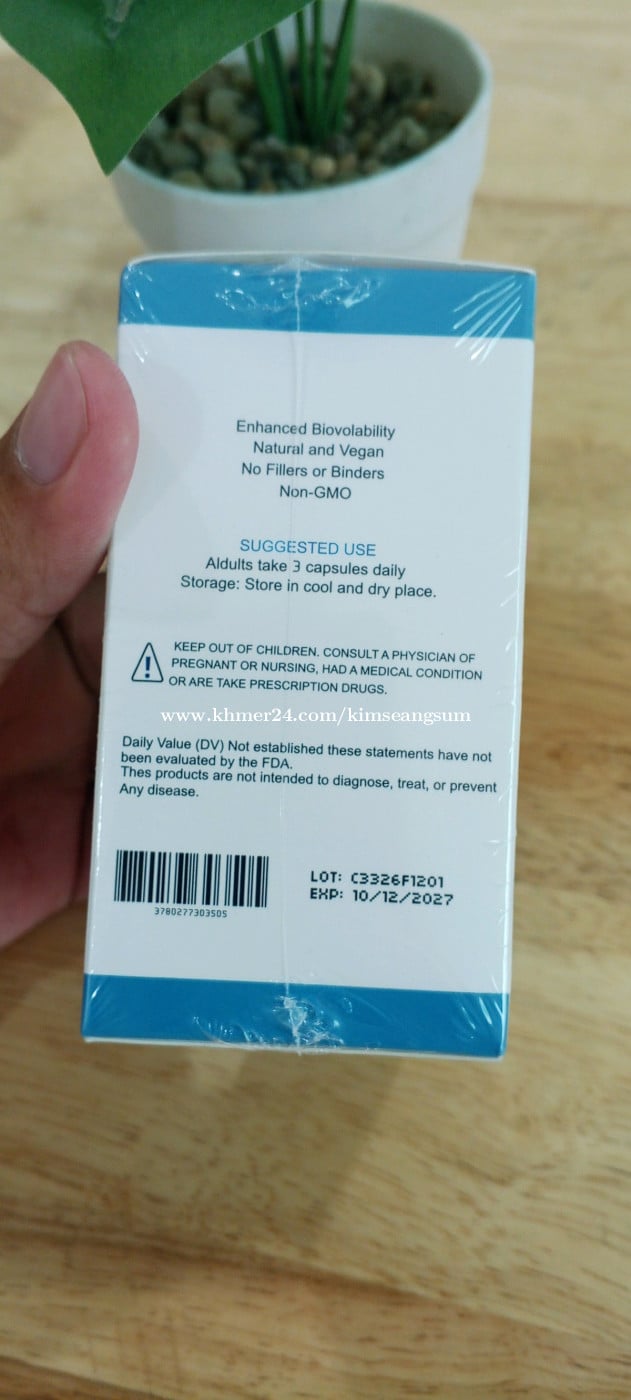 Enhanced Biovolability
Natural and Vegan
No Fillers or Binders
Non-GMO
SUGGESTED USE
Aldults take 3 capsules daily
Storage: Store in cool and dry place.
KEEP OUT OF CHILDREN. CONSULT A PHYSICIAN OF
PREGNANT OR NURSING, HAD A MEDICAL CONDITION
OR ARE TAKE PRESCRIPTION DRUGS.
www.khmer24.com/kimseangsum
Daily Value (DV) Not established these statements have not
been evaluated by the FDA.
Thes products are not intended to diagnose, treat, or prevent
Any disease.
LOT: C3326F1201
EXP: 10/12/2027
3780277303505